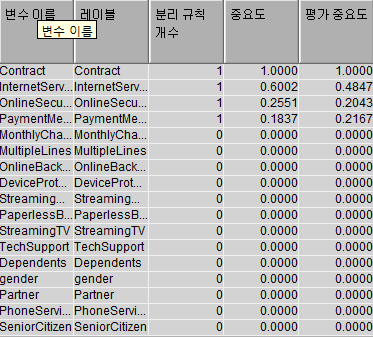 변수 이름 레이블 분리 규칙 개수 중요도 평가 중요도
변수 이름
Contract Contract 1 1.0000 1.0000
InternetServ... InternetServ... 1 0.6002 0.4847
OnlineSecu... OnlineSecu... 1 0.2551 0.2043
PaymentMe... PaymentMe... 1 0.1837 0.2167
MonthlyCha... MonthlyCha... 0 0.0000 0.0000
MultipleLines MultipleLines 0 0.0000 0.0000
OnlineBack... OnlineBack... 0 0.0000 0.0000
DeviceProt... DeviceProt... 0 0.0000 0.0000
Streaming... Streaming... 0 0.0000 0.0000
PaperlessB... PaperlessB... 0 0.0000 0.0000
StreamingTV StreamingTV 0 0.0000 0.0000
TechSupport TechSupport 0 0.0000 0.0000
Dependents Dependents 0 0.0000 0.0000
gender gender 0 0.0000 0.0000
Partner Partner 0 0.0000 0.0000
PhoneServi... PhoneServi... 0 0.0000 0.0000
SeniorCitizen SeniorCitizen 0 0.0000 0.0000